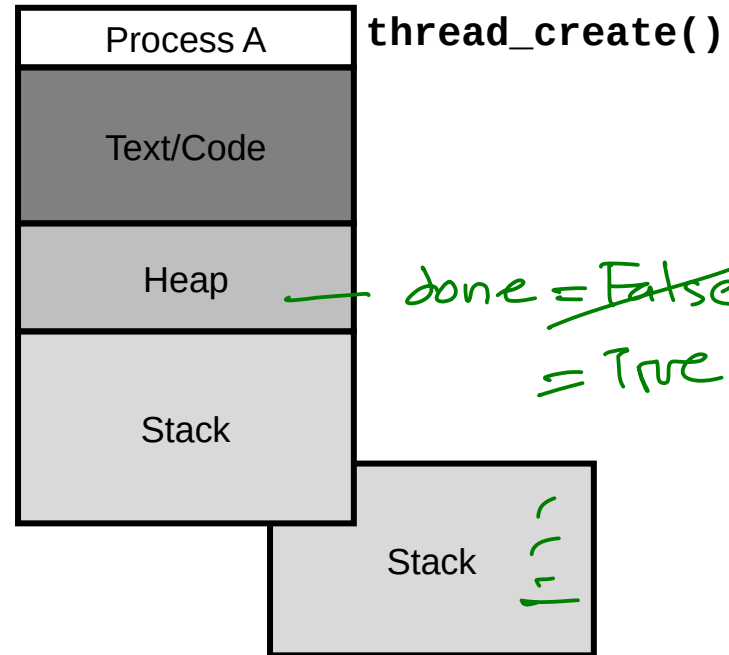 Process A
thread_create()
Text/Code
Heap
done = False
= True
Stack
Stack